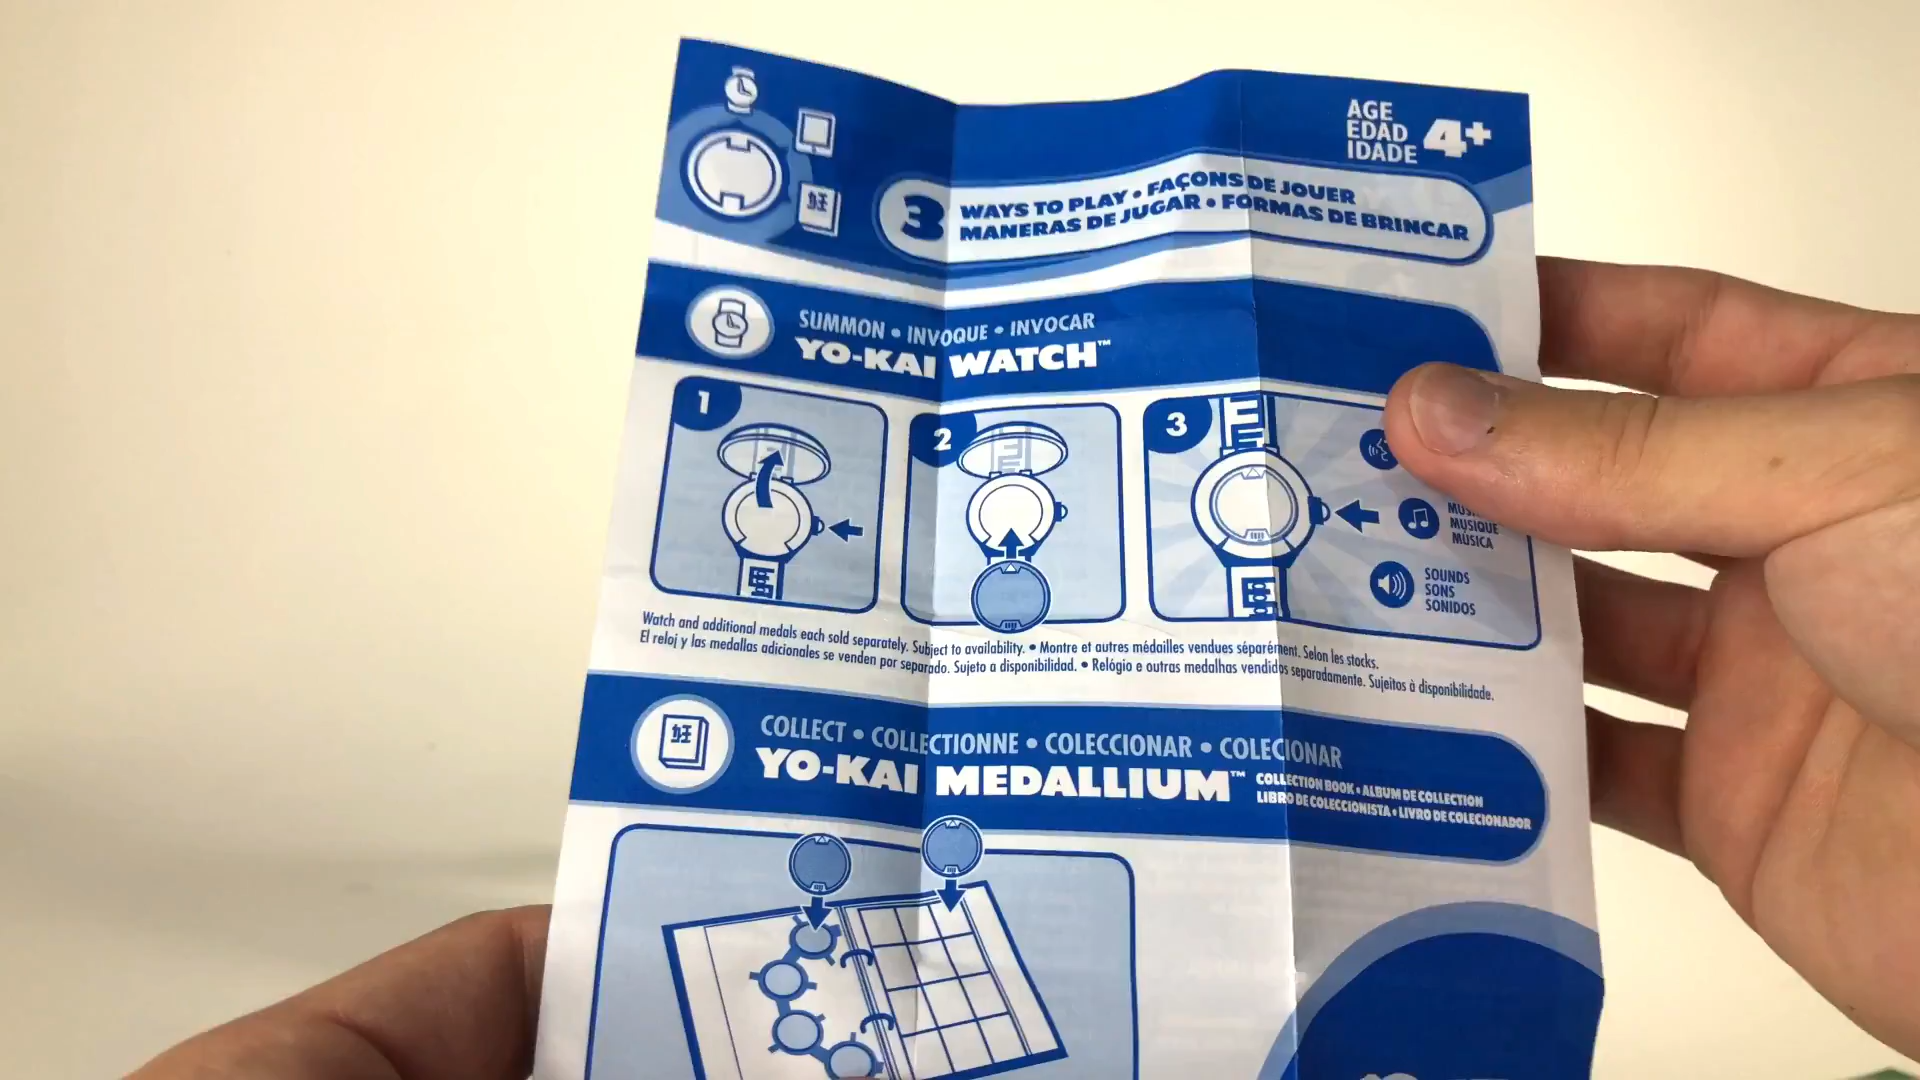 AGE
EDAD
IDADE
4+
3
WAYS TO PLAY • FAÇONS DE JOUER
MANERAS DE JUGAR • FORMAS DE BRINCAR
SUMMON • INVOQUE • INVOCAR
YO-KAI WATCH™
1
2
3
MUSIQUE
MÚSICA
SOUNDS
SONS
SONIDOS
Watch and additional medals each sold separately. Subject to availability. • Montre et autres médailles vendues séparément. Selon les stocks.
El reloj y las medallas adicionales se venden por separado. Sujeto a disponibilidad. • Relógio e outras medalhas vendidos separadamente. Sujeitos à disponibilidade.
COLLECT • COLLECTIONNE • COLECCIONAR • COLECIONAR
YO-KAI MEDALLIUM™
COLLECTION BOOK • ALBUM DE COLLECTION
LIBRO DE COLECCIONISTA • LIVRO DE COLECIONADOR